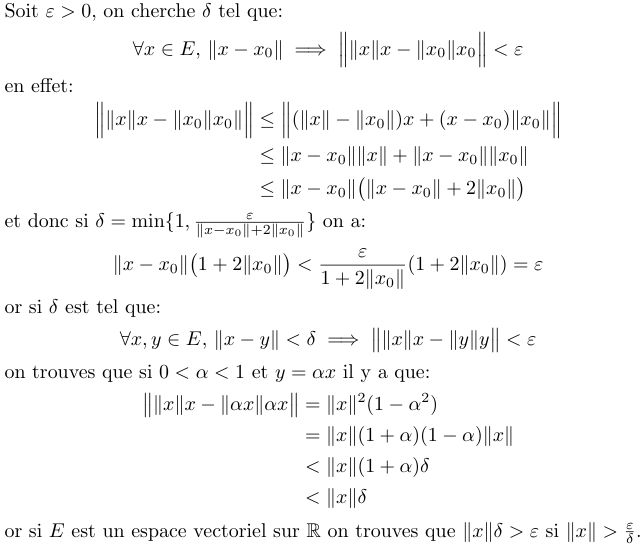 Soit ε > 0, on cherche δ tel que:
∀x ∈ E, ‖x − x₀‖ ⟹ ‖‖x‖x − ‖x₀‖x₀‖ < ε
en effet:
‖‖x‖x − ‖x₀‖x₀‖ ≤ ‖(‖x‖ − ‖x₀‖)x + (x − x₀)‖x₀‖‖
≤ ‖x − x₀‖‖x‖ + ‖x − x₀‖‖x₀‖
≤ ‖x − x₀‖(‖x − x₀‖ + 2‖x₀‖)
et donc si δ = min{1, ε/(‖x−x₀‖+2‖x₀‖)} on a:
‖x − x₀‖(1 + 2‖x₀‖) < ε/(1 + 2‖x₀‖) (1 + 2‖x₀‖) = ε
or si δ est tel que:
∀x, y ∈ E, ‖x − y‖ < δ ⟹ ‖‖x‖x − ‖y‖y‖ < ε
on trouves que si 0 < α < 1 et y = αx il y a que:
‖‖x‖x − ‖αx‖αx‖ = ‖x‖²(1 − α²)
= ‖x‖(1 + α)(1 − α)‖x‖
< ‖x‖(1 + α)δ
< ‖x‖δ
or si E est un espace vectoriel sur ℝ on trouves que ‖x‖δ > ε si ‖x‖ > ε/δ.